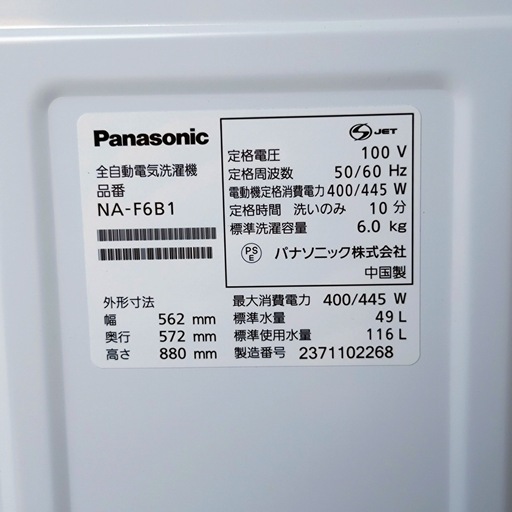 Panasonic
全自動電気洗濯機
品番
NA-F6B1
外形寸法
幅 562 mm
奥行 572 mm
高さ 880 mm
S JET
定格電圧 100 V
定格周波数 50/60 Hz
電動機定格消費電力 400/445 W
定格時間 洗いのみ 10 分
標準洗濯容量 6.0 kg
PS E パナソニック株式会社
中国製
最大消費電力 400/445 W
標準水量 49 L
標準使用水量 116 L
製造番号 2371102268